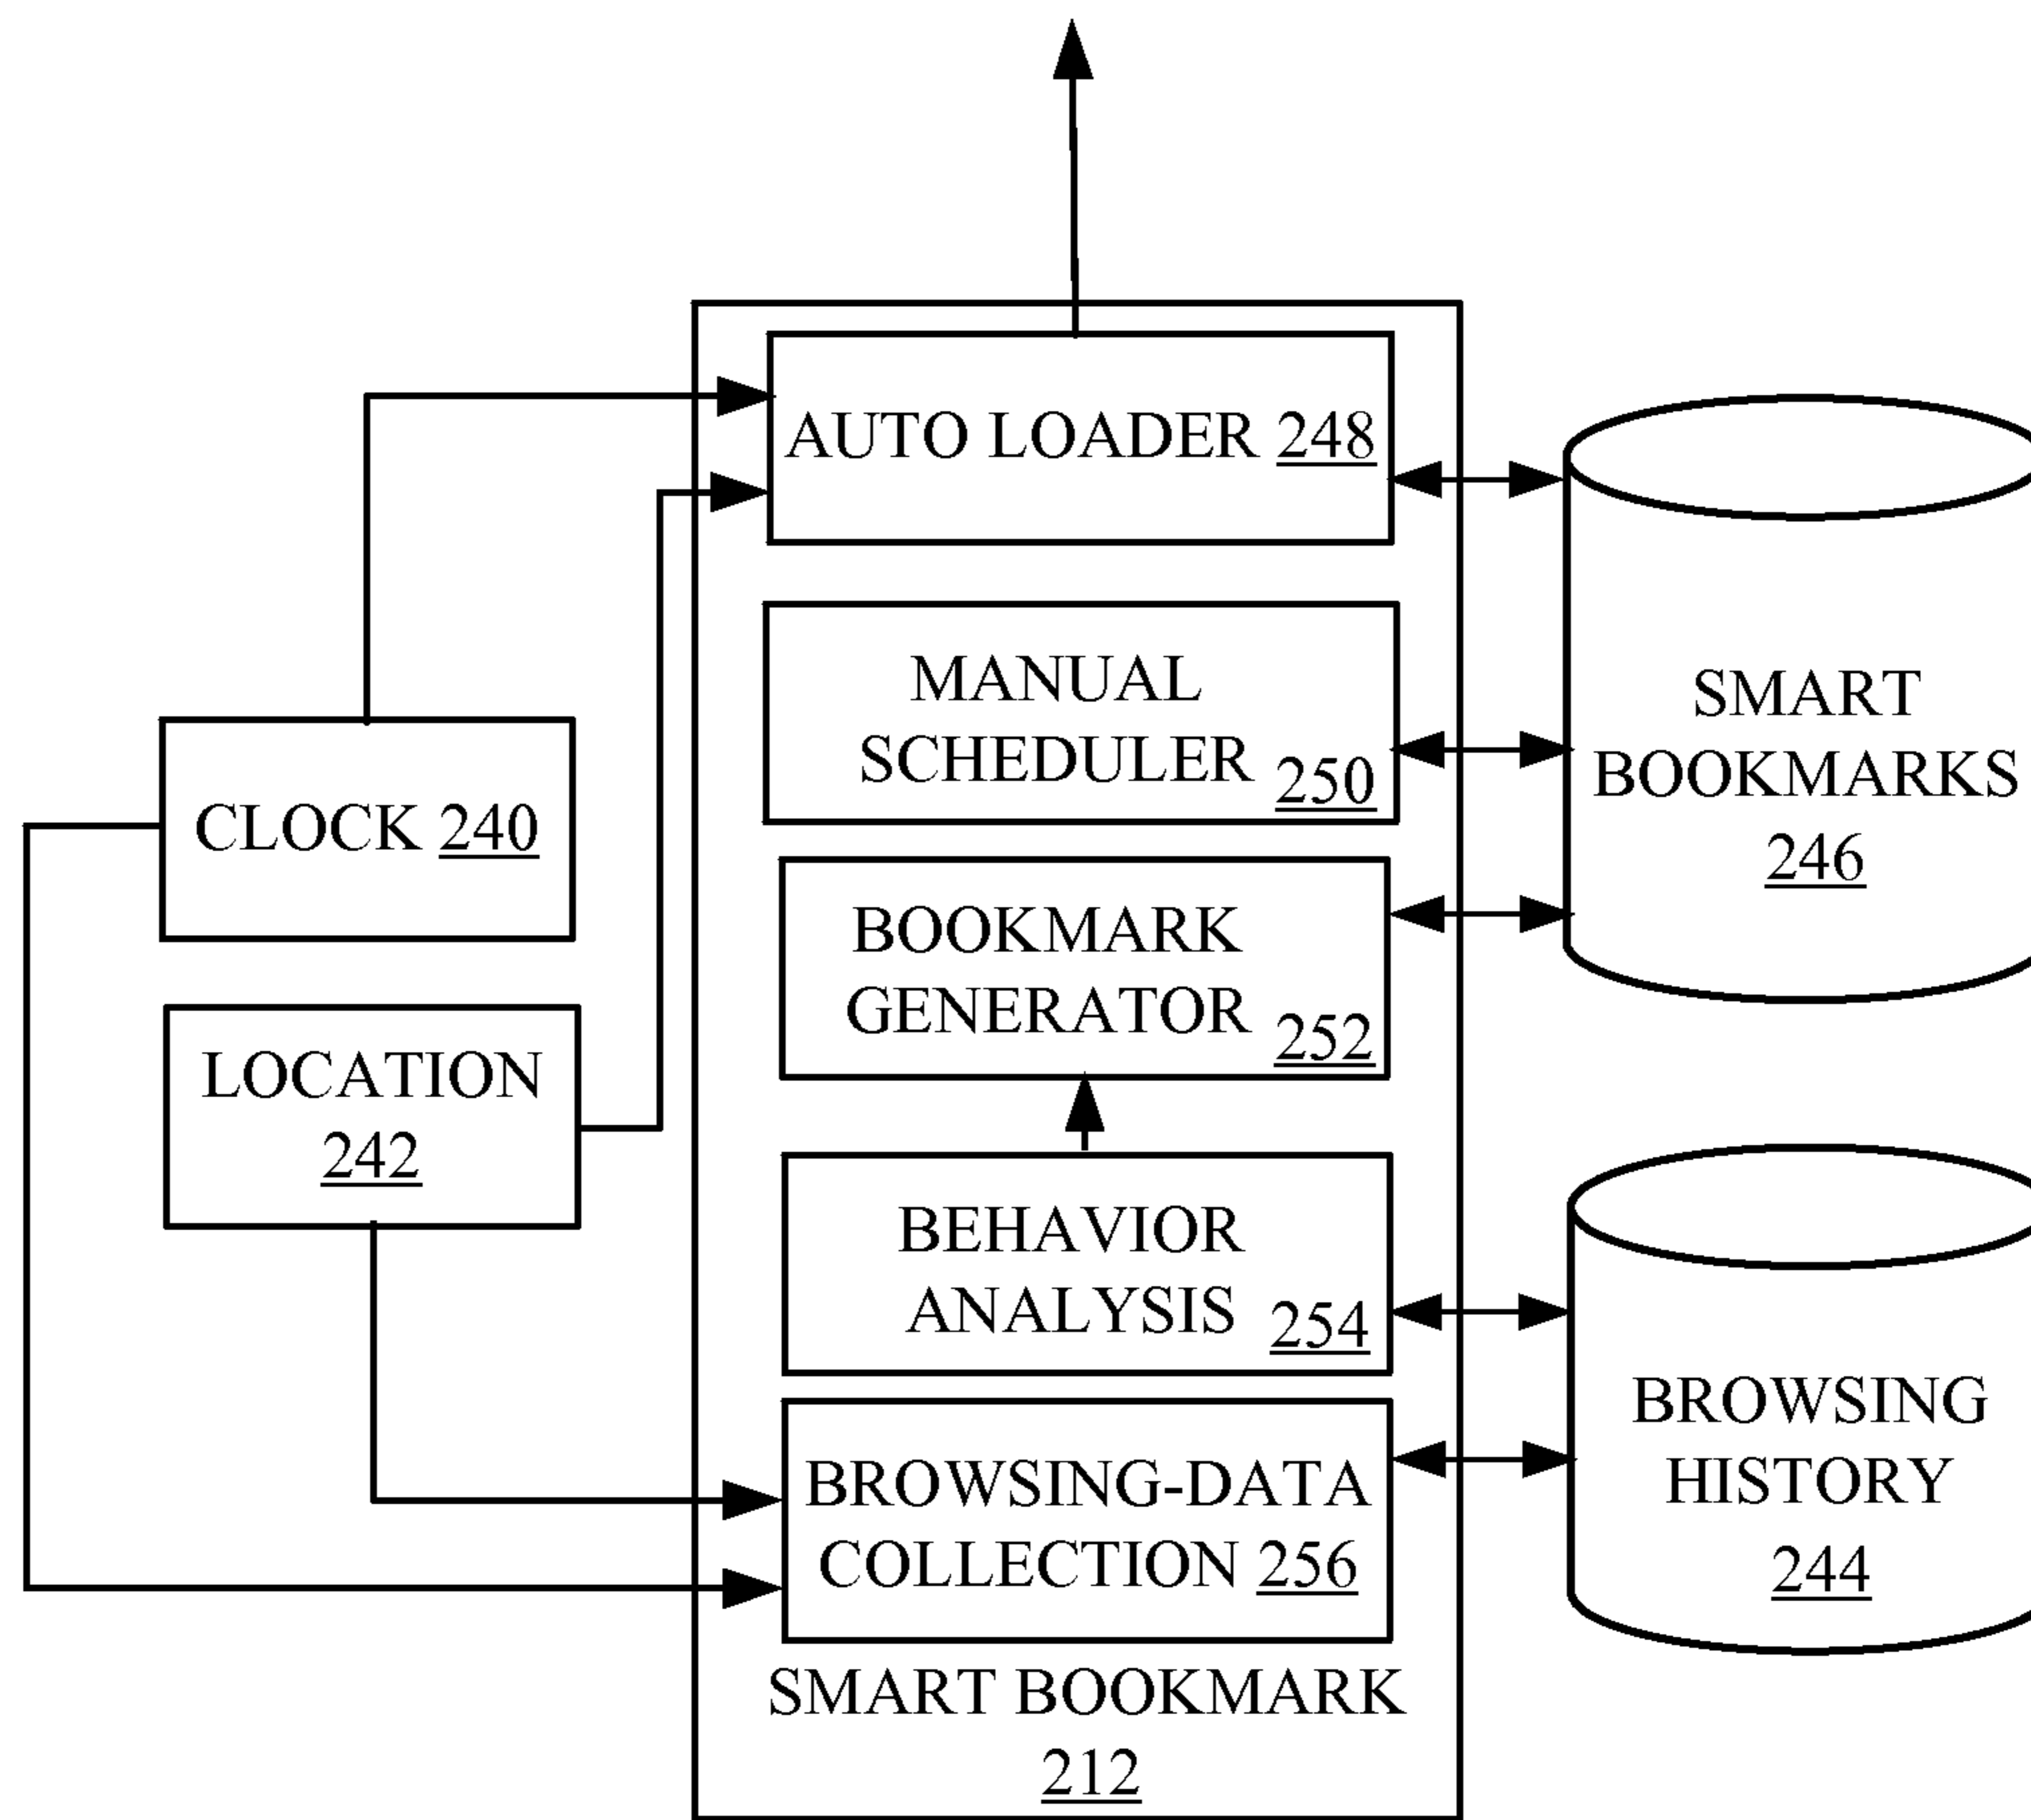 AUTO LOADER 248
MANUAL
SCHEDULER 250
SMART
BOOKMARKS
246
CLOCK 240
BOOKMARK
GENERATOR 252
LOCATION
242
BEHAVIOR
ANALYSIS 254
BROWSING
HISTORY
244
BROWSING-DATA
COLLECTION 256
SMART BOOKMARK
212